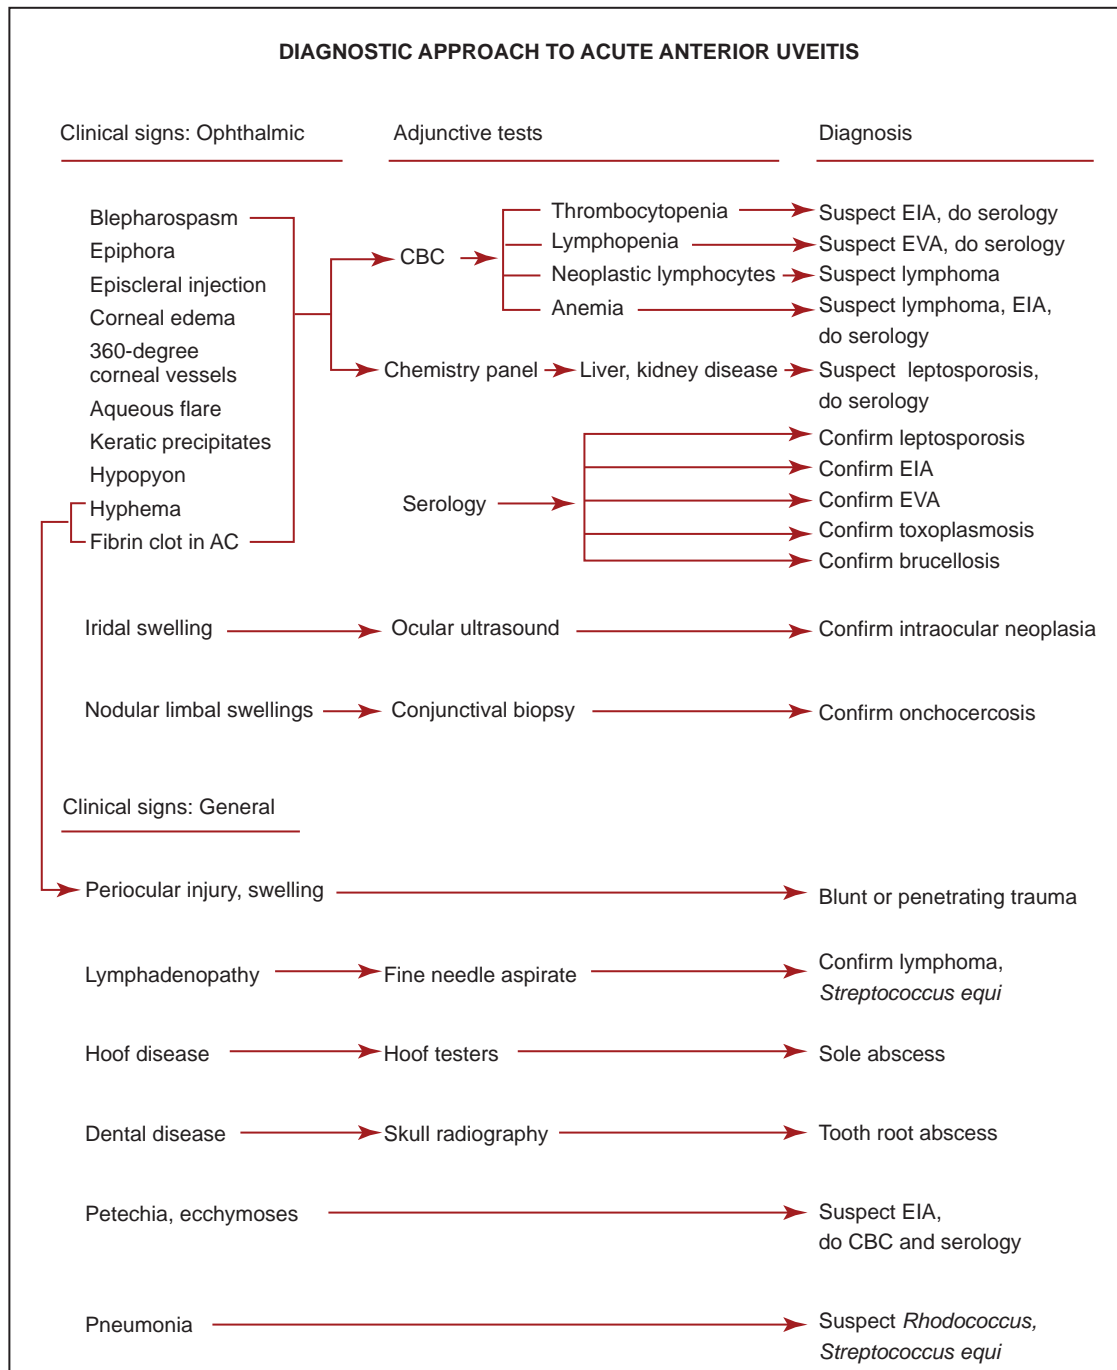 DIAGNOSTIC APPROACH TO ACUTE ANTERIOR UVEITIS
Clinical signs: Ophthalmic
Adjunctive tests
Diagnosis
Blepharospasm
Epiphora
Episcleral injection
Corneal edema
360-degree
corneal vessels
Aqueous flare
Keratic precipitates
Hypopyon
Hyphema
Fibrin clot in AC
CBC
Thrombocytopenia
Suspect EIA, do serology
Lymphopenia
Suspect EVA, do serology
Neoplastic lymphocytes
Suspect lymphoma
Anemia
Suspect lymphoma, EIA,
do serology
Chemistry panel
Liver, kidney disease
Suspect leptosporosis,
do serology
Serology
Confirm leptosporosis
Confirm EIA
Confirm EVA
Confirm toxoplasmosis
Confirm brucellosis
Iridal swelling
Ocular ultrasound
Confirm intraocular neoplasia
Nodular limbal swellings
Conjunctival biopsy
Confirm onchocercosis
Clinical signs: General
Periocular injury, swelling
Blunt or penetrating trauma
Lymphadenopathy
Fine needle aspirate
Confirm lymphoma,
Streptococcus equi
Hoof disease
Hoof testers
Sole abscess
Dental disease
Skull radiography
Tooth root abscess
Petechia, ecchymoses
Suspect EIA,
do CBC and serology
Pneumonia
Suspect Rhodococcus,
Streptococcus equi